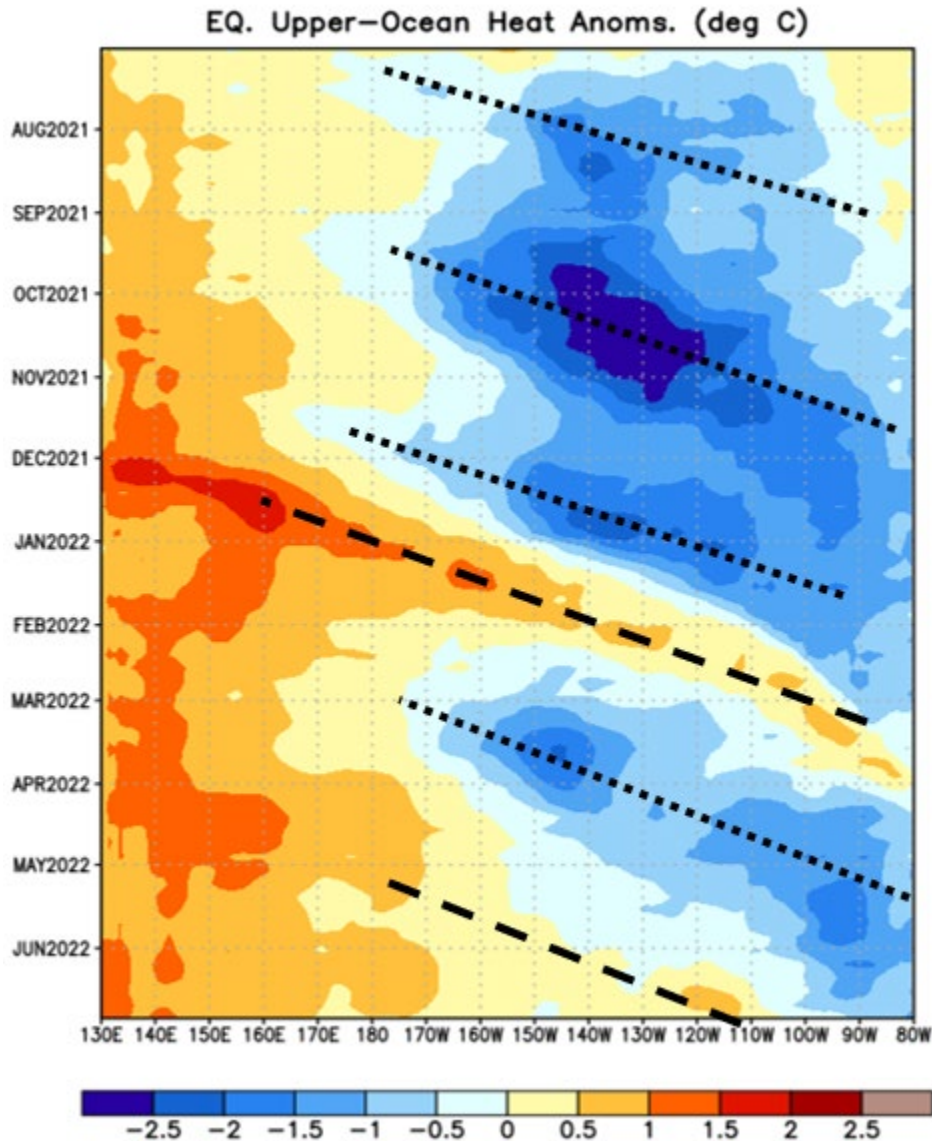 EQ. Upper-Ocean Heat Anoms. (deg C)
AUG2021
SEP2021
OCT2021
NOV2021
DEC2021
JAN2022
FEB2022
MAR2022
APR2022
MAY2022
JUN2022
130E 140E 150E 160E 170E 180 170W 160W 150W 140W 130W 120W 110W 100W 90W 80W
-2.5 -2 -1.5 -1 -0.5 0 0.5 1 1.5 2 2.5